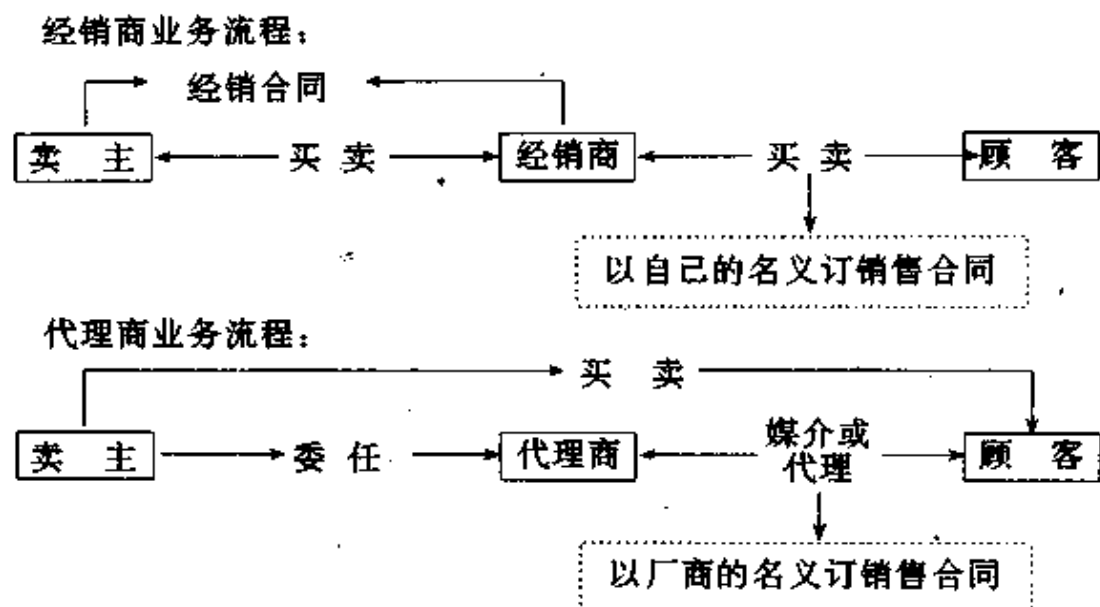 经销商业务流程：
经销合同
卖 主 买 卖 经销商 买 卖 顾 客
以自己的名义订销售合同
代理商业务流程：
买 卖
卖 主 委 任 代理商 媒介或代理 顾 客
以厂商的名义订销售合同